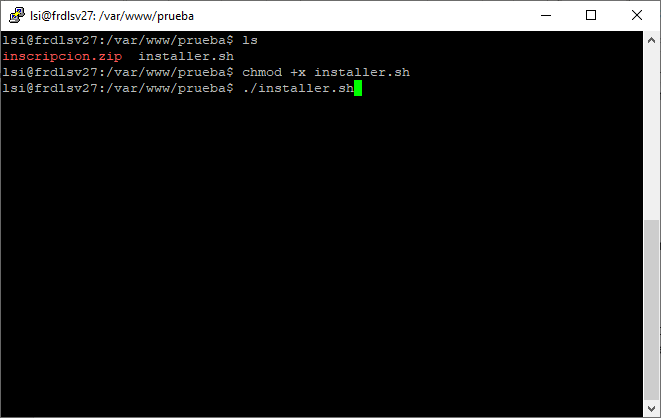 lsi@frdlsv27: /var/www/prueba
lsi@frdlsv27:/var/www/prueba$ ls
inscripcion.zip  installer.sh
lsi@frdlsv27:/var/www/prueba$ chmod +x installer.sh
lsi@frdlsv27:/var/www/prueba$ ./installer.sh